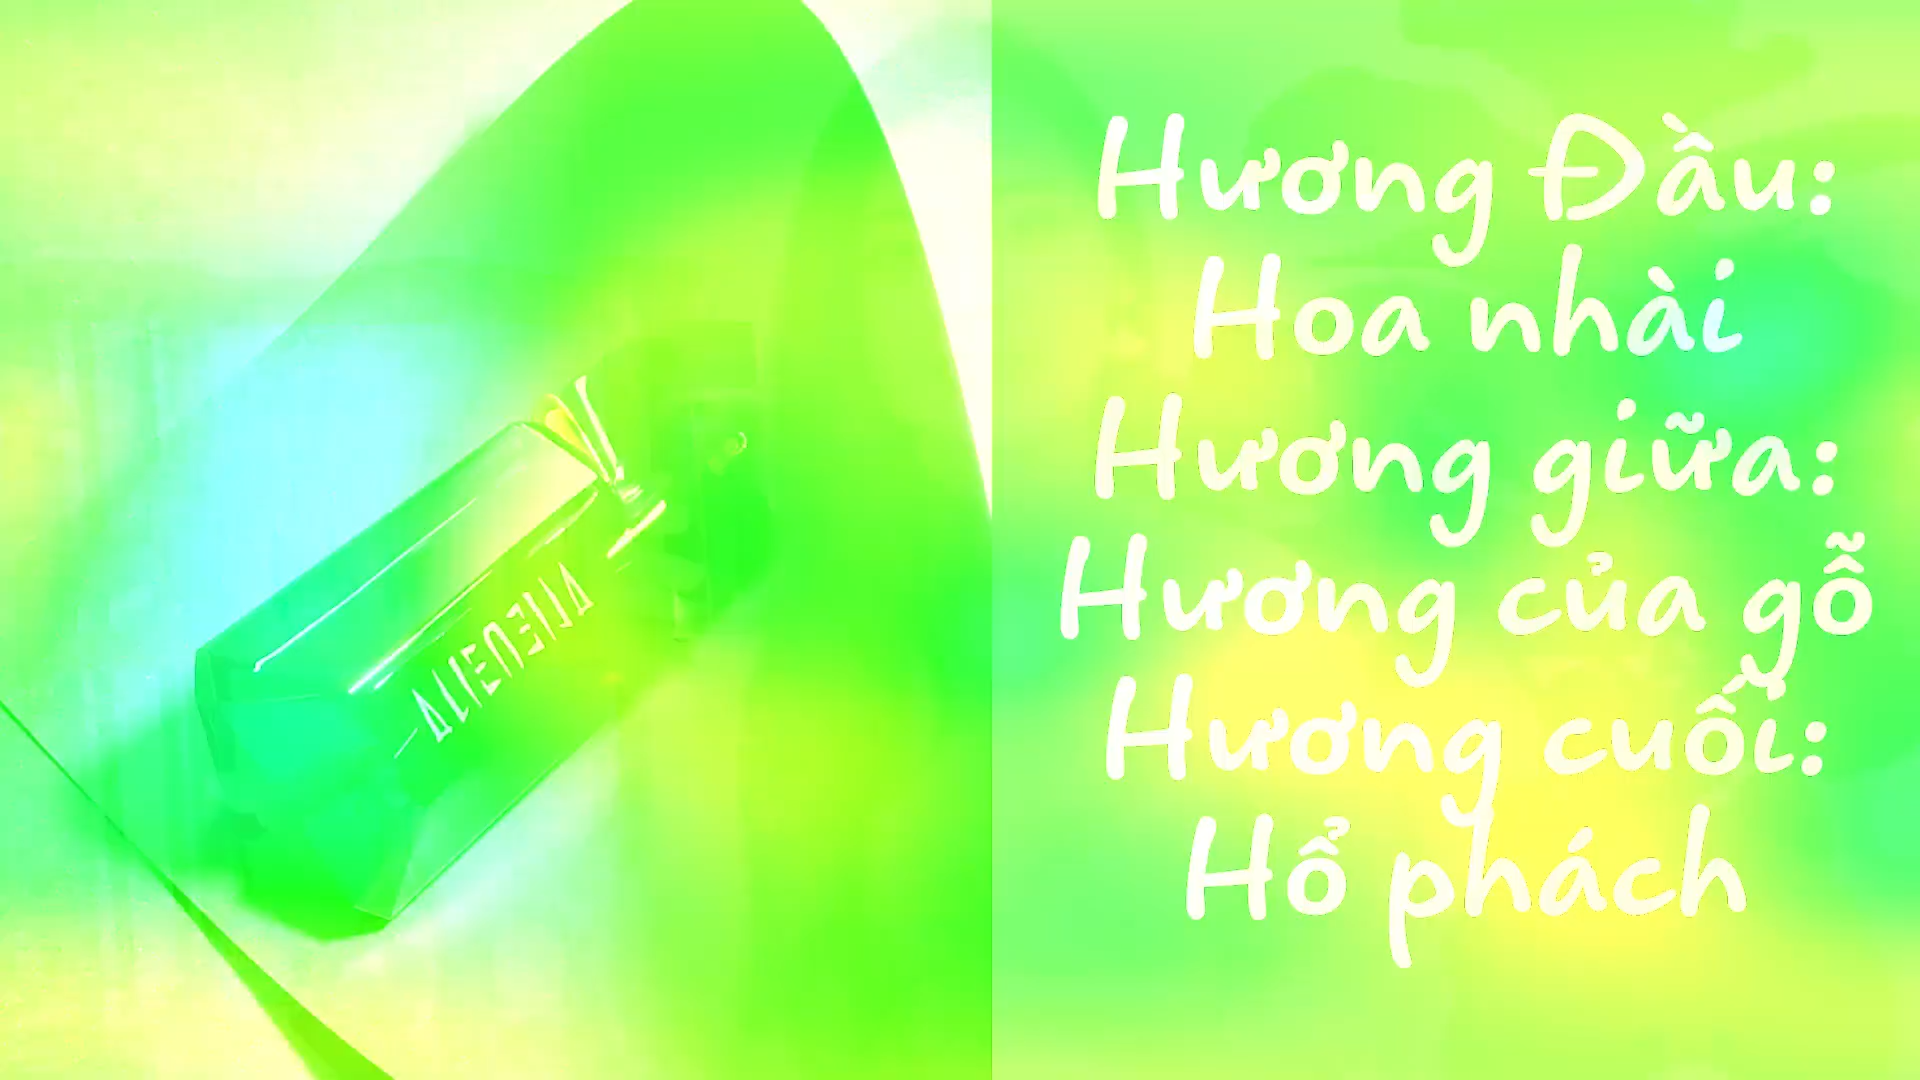 Hương Đầu:
Hoa nhài
Hương giữa:
Hương của gỗ
Hương cuối:
Hổ phách